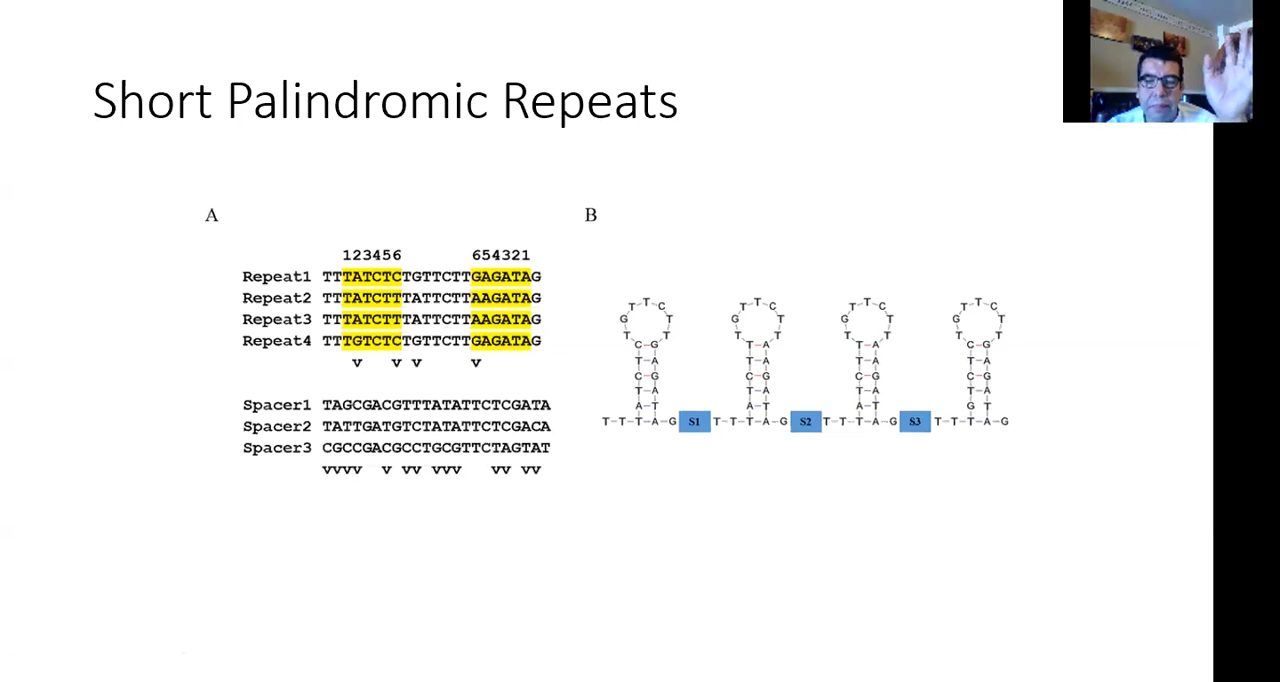 Short Palindromic Repeats
A
B
123456 654321
Repeat1 TTTATCTCTGTTCTTGAGATAG
Repeat2 TTTATCTTTATTCTTAAGATAG
Repeat3 TTTATCTTTATTCTTAAGATAG
Repeat4 TTTGTCTCTGTTCTTGAGATAG
v v v v
Spacer1 TAGCGACGTTTATATTCTCGATA
Spacer2 TATTGATGTCTATATTCTCGACA
Spacer3 CGCCGACGCCTGCGTTCTAGTAT
vvvv v vv vvv vv vv
T-T-T-A-G S1 T-T-T-A-G S2 T-T-T-A-G S3 T-T-T-A-G